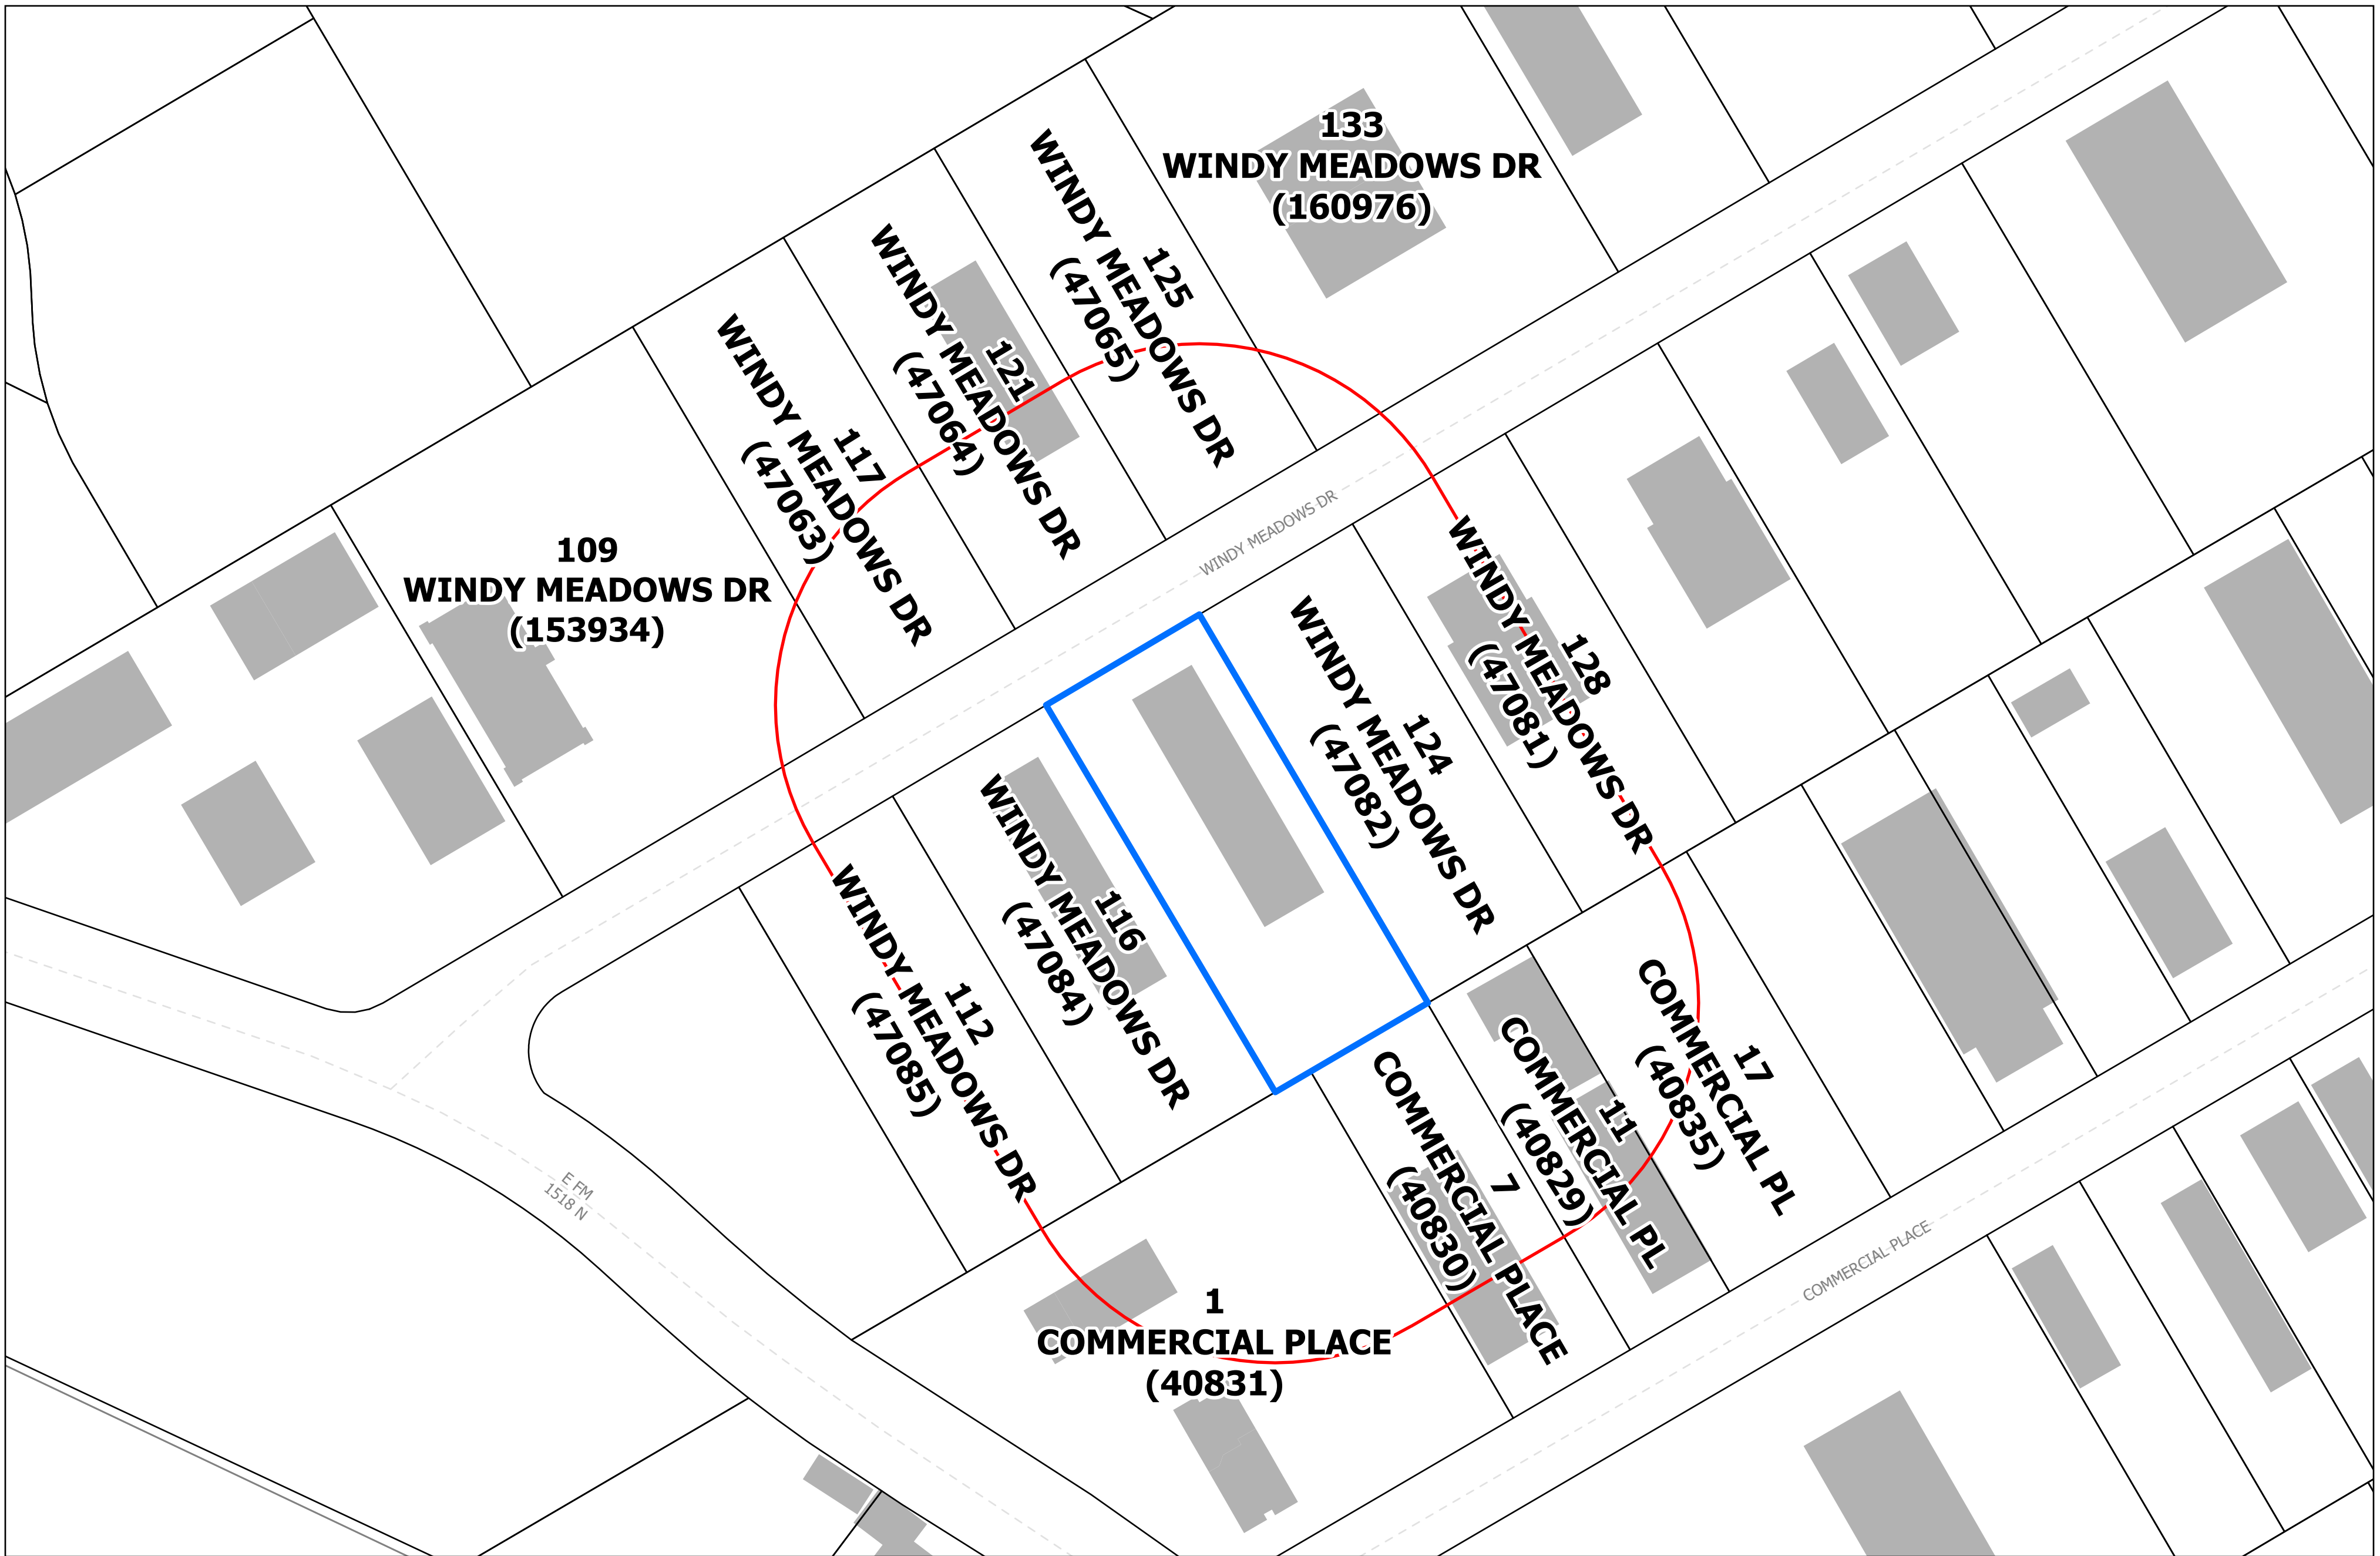 133
WINDY MEADOWS DR
(160976)
125
WINDY MEADOWS DR
(47065)
121
WINDY MEADOWS DR
(47064)
117
WINDY MEADOWS DR
(47063)
109
WINDY MEADOWS DR
(153934)
WINDY MEADOWS DR
128
WINDY MEADOWS DR
(47081)
124
WINDY MEADOWS DR
(47082)
116
WINDY MEADOWS DR
(47084)
112
WINDY MEADOWS DR
(47085)
17
COMMERCIAL PL
(40835)
11
COMMERCIAL PL
(40829)
7
COMMERCIAL PLACE
(40830)
1
COMMERCIAL PLACE
(40831)
E FM
1518 N
COMMERCIAL PLACE